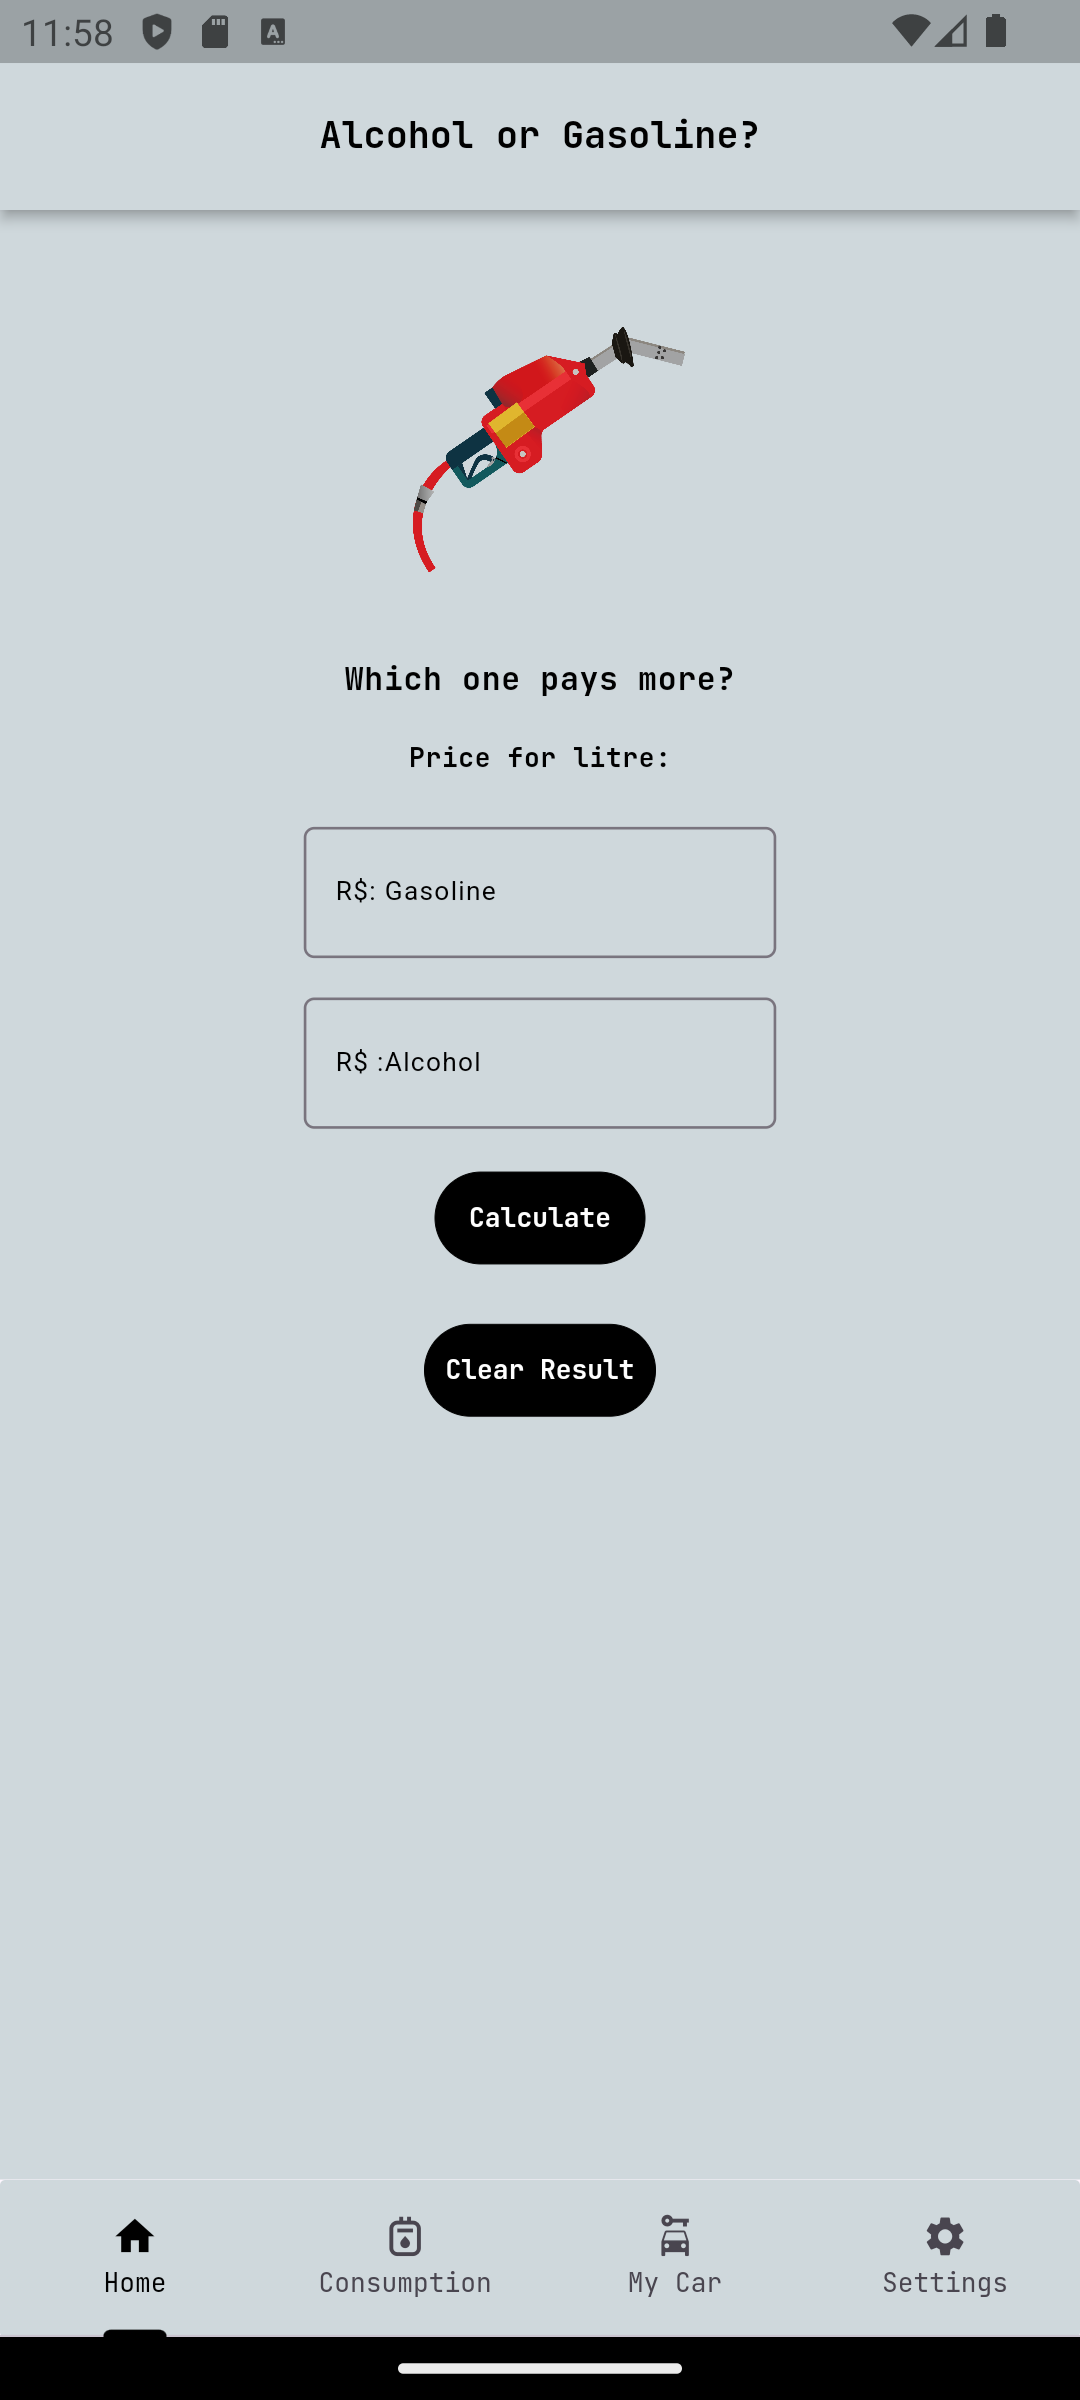 11:58
Alcohol or Gasoline?
Which one pays more?
Price for litre:
R$: Gasoline
R$ :Alcohol
Calculate
Clear Result
Home
Consumption
My Car
Settings